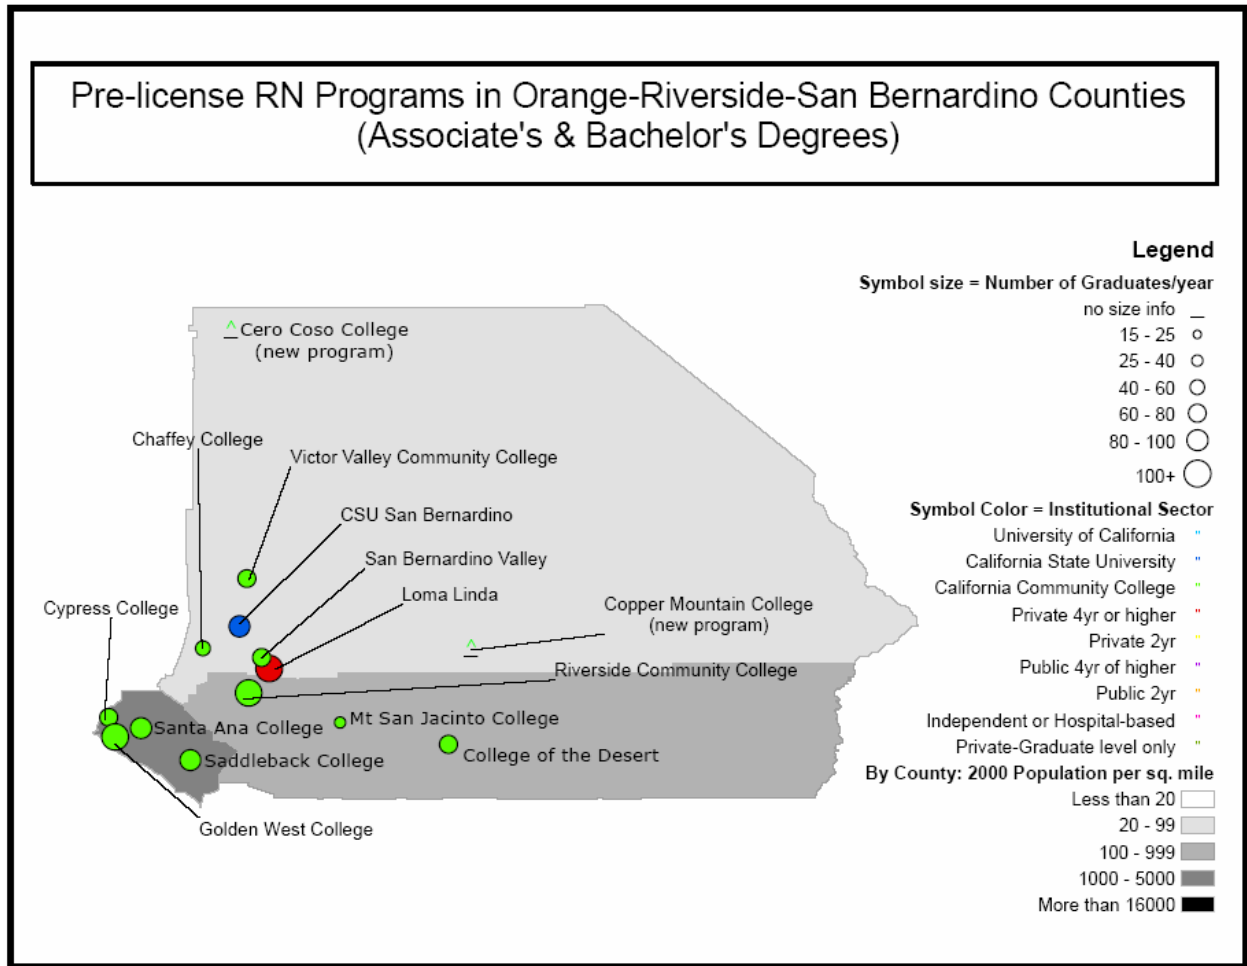 Pre-license RN Programs in Orange-Riverside-San Bernardino Counties
(Associate's & Bachelor's Degrees)
Legend
Symbol size = Number of Graduates/year
no size info
15 - 25
25 - 40
40 - 60
60 - 80
80 - 100
100+
Symbol Color = Institutional Sector
University of California "
California State University "
California Community College "
Private 4yr or higher "
Private 2yr "
Public 4yr of higher "
Public 2yr "
Independent or Hospital-based "
Private-Graduate level only "
By County: 2000 Population per sq. mile
Less than 20
20 - 99
100 - 999
1000 - 5000
More than 16000
Cero Coso College
(new program)
Chaffey College
Victor Valley Community College
CSU San Bernardino
San Bernardino Valley
Loma Linda
Cypress College
Copper Mountain College
(new program)
Riverside Community College
Mt San Jacinto College
Santa Ana College
College of the Desert
Saddleback College
Golden West College